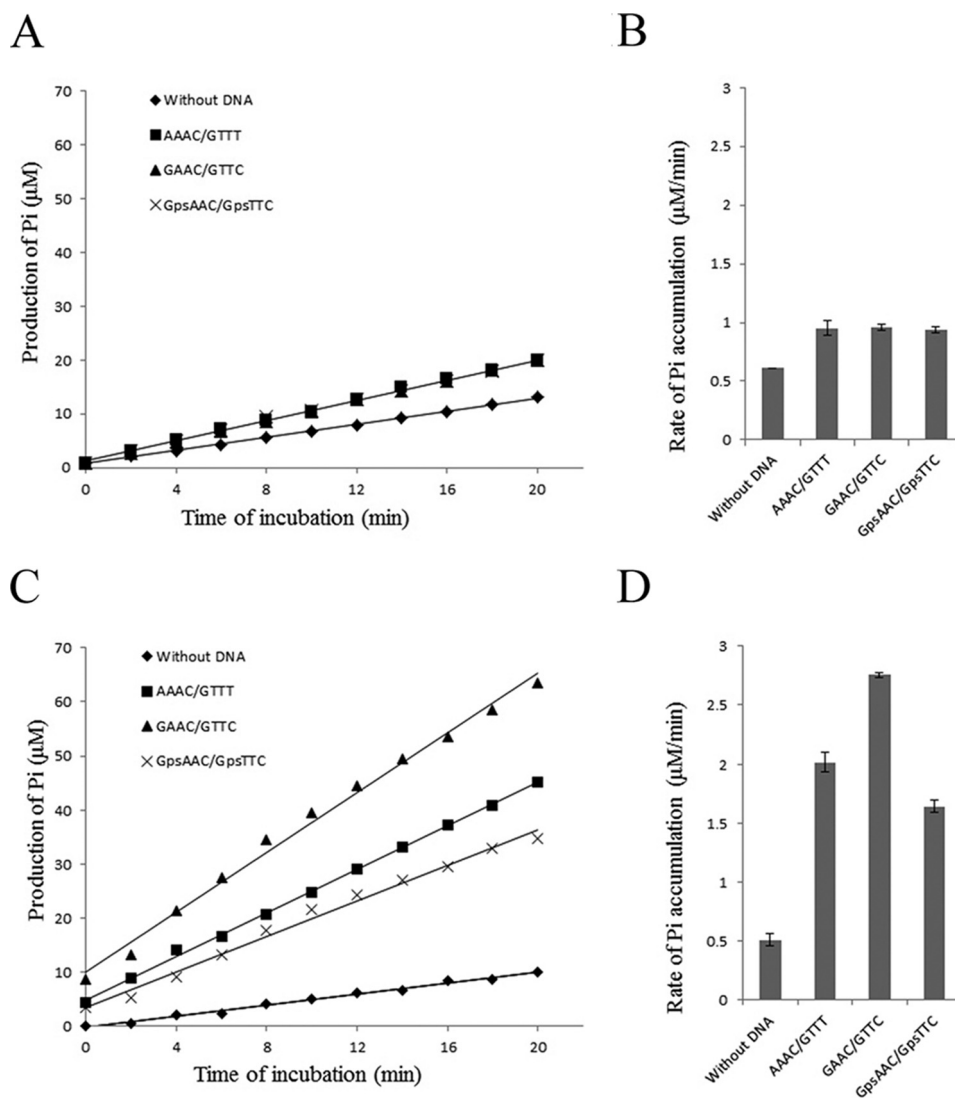 A
Production of Pi (μM)
70
60
50
40
30
20
10
0
Without DNA
AAAC/GTTT
GAAC/GTTC
GpsAAC/GpsTTC
0 4 8 12 16 20
Time of incubation (min)
B
Rate of Pi accumulation (μM/min)
3
2.5
2
1.5
1
0.5
0
Without DNA
AAAC/GTTT
GAAC/GTTC
GpsAAC/GpsTTC
C
Production of Pi (μM)
70
60
50
40
30
20
10
0
Without DNA
AAAC/GTTT
GAAC/GTTC
GpsAAC/GpsTTC
0 4 8 12 16 20
Time of incubation (min)
D
Rate of Pi accumulation (μM/min)
3
2.5
2
1.5
1
0.5
0
Without DNA
AAAC/GTTT
GAAC/GTTC
GpsAAC/GpsTTC